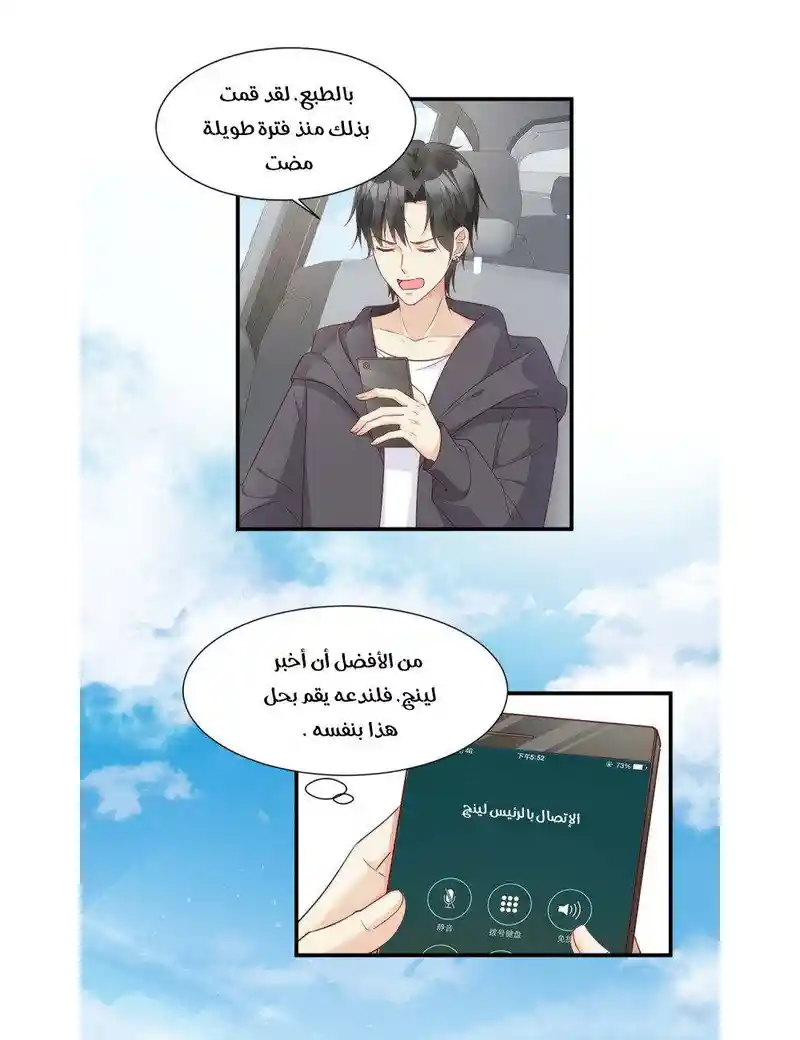 بالطبع. لقد قمت
بذلك منذ فترة طويلة
مضت
من الأفضل أن أخبر
لينج. فلندعه يقم بحل
هذا بنفسه .
4G
下午5:52
73%
الإتصال بالرئيس لينج
静音
拨号键盘
免